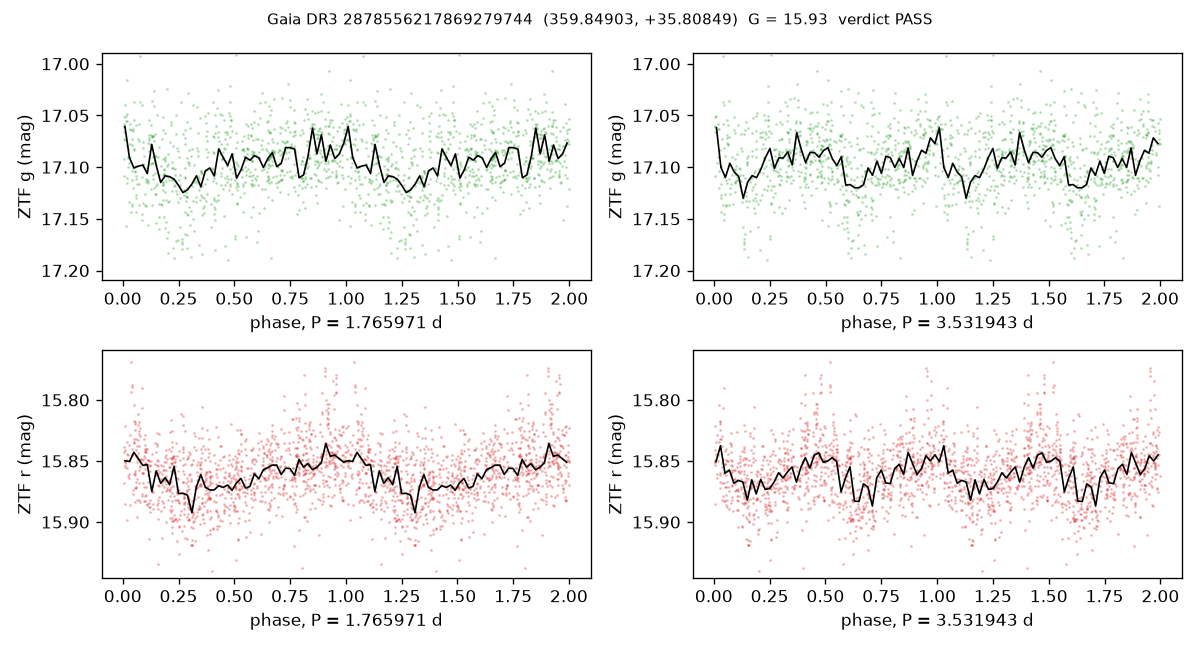 Gaia DR3 2878556217869279744 (359.84903, +35.80849) G = 15.93 verdict PASS
ZTF g (mag)
17.00
17.05
17.10
17.15
17.20
0.00 0.25 0.50 0.75 1.00 1.25 1.50 1.75 2.00
phase, P = 1.765971 d
ZTF g (mag)
17.00
17.05
17.10
17.15
17.20
0.00 0.25 0.50 0.75 1.00 1.25 1.50 1.75 2.00
phase, P = 3.531943 d
ZTF r (mag)
15.80
15.85
15.90
0.00 0.25 0.50 0.75 1.00 1.25 1.50 1.75 2.00
phase, P = 1.765971 d
ZTF r (mag)
15.80
15.85
15.90
0.00 0.25 0.50 0.75 1.00 1.25 1.50 1.75 2.00
phase, P = 3.531943 d